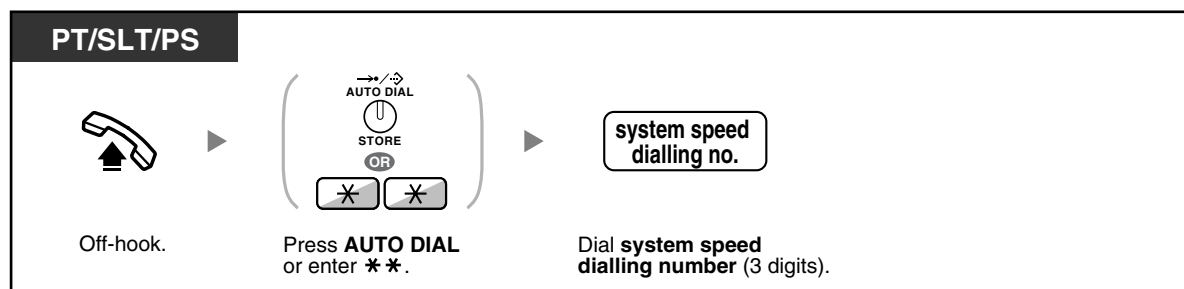 PT/SLT/PS
AUTO DIAL
STORE
OR
system speed
dialling no.
Off-hook.
Press AUTO DIAL
or enter ✱✱.
Dial system speed
dialling number (3 digits).